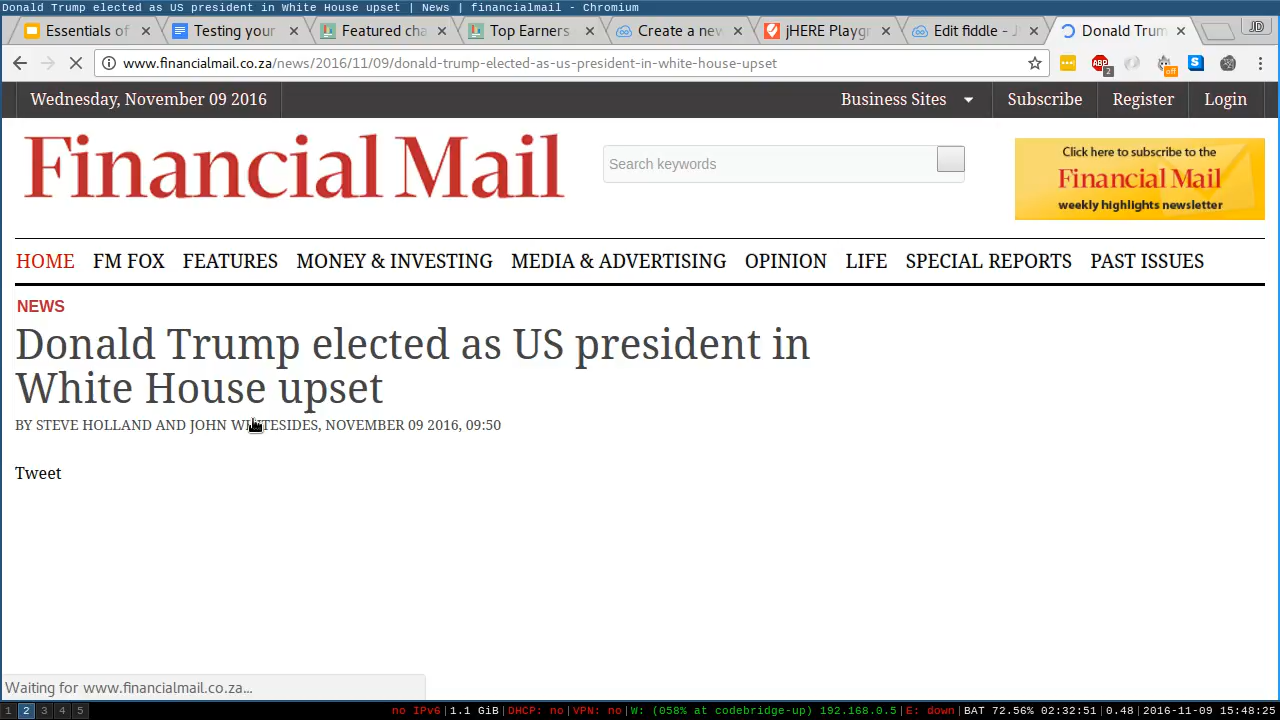 Donald Trump elected as US president in White House upset | News | financialmail - Chromium
Essentials of
Testing your
Featured cha
Top Earners
Create a new
jHERE Playgr
Edit fiddle - J
Donald Trum
JD
www.financialmail.co.za/news/2016/11/09/donald-trump-elected-as-us-president-in-white-house-upset
ABP
2
off
S
Wednesday, November 09 2016
Business Sites
Subscribe
Register
Login
Financial Mail
Search keywords
Click here to subscribe to the
Financial Mail
weekly highlights newsletter
HOME FM FOX FEATURES MONEY & INVESTING MEDIA & ADVERTISING OPINION LIFE SPECIAL REPORTS PAST ISSUES
NEWS
Donald Trump elected as US president in
White House upset
BY STEVE HOLLAND AND JOHN WHITESIDES, NOVEMBER 09 2016, 09:50
Tweet
Waiting for www.financialmail.co.za...
1 2 3 4 5
no IPv6|1.1 GiB|DHCP: no|VPN: no|W: (058% at codebridge-up) 192.168.0.5|E: down|BAT 72.56% 02:32:51|0.48|2016-11-09 15:48:25